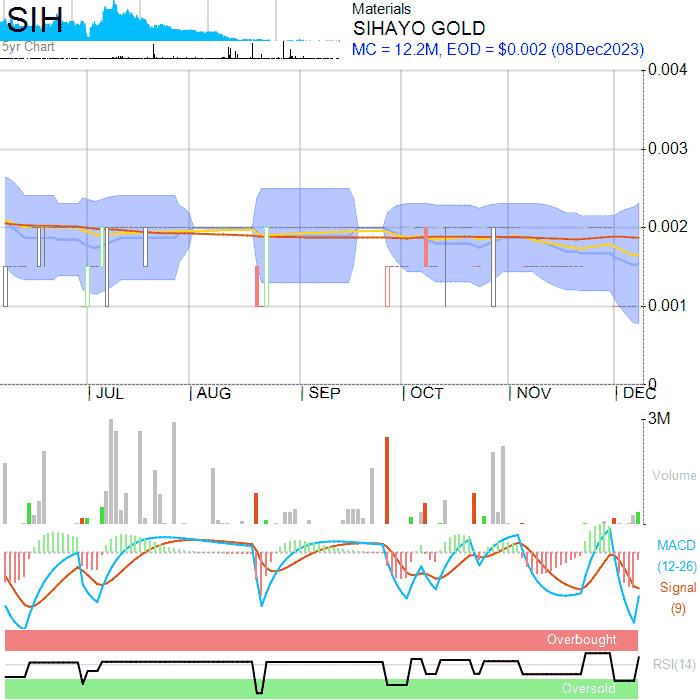 SIH
5yr Chart
Materials
SIHAYO GOLD
MC = 12.2M, EOD = $0.002 (08Dec2023)
0.004
0.003
0.002
0.001
0
JUL AUG SEP OCT NOV DEC
3M
Volume
MACD
(12-26)
Signal
(9)
Overbought
RSI(14)
Oversold